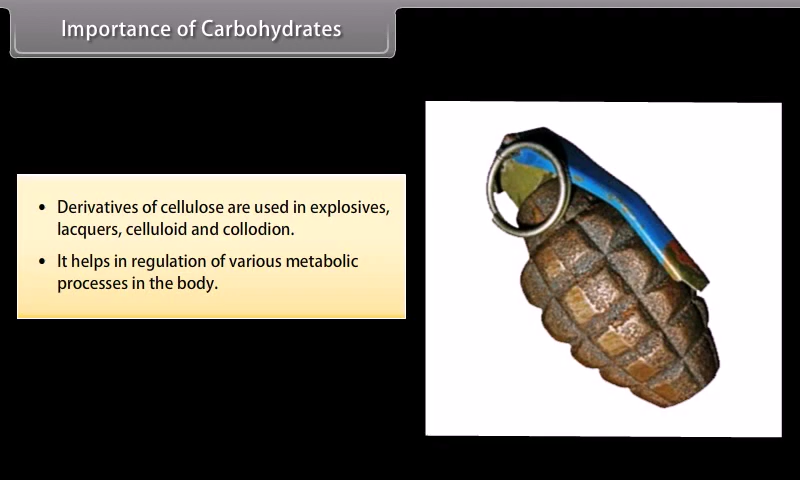 Importance of Carbohydrates
• Derivatives of cellulose are used in explosives,
lacquers, celluloid and collodion.
• It helps in regulation of various metabolic
processes in the body.